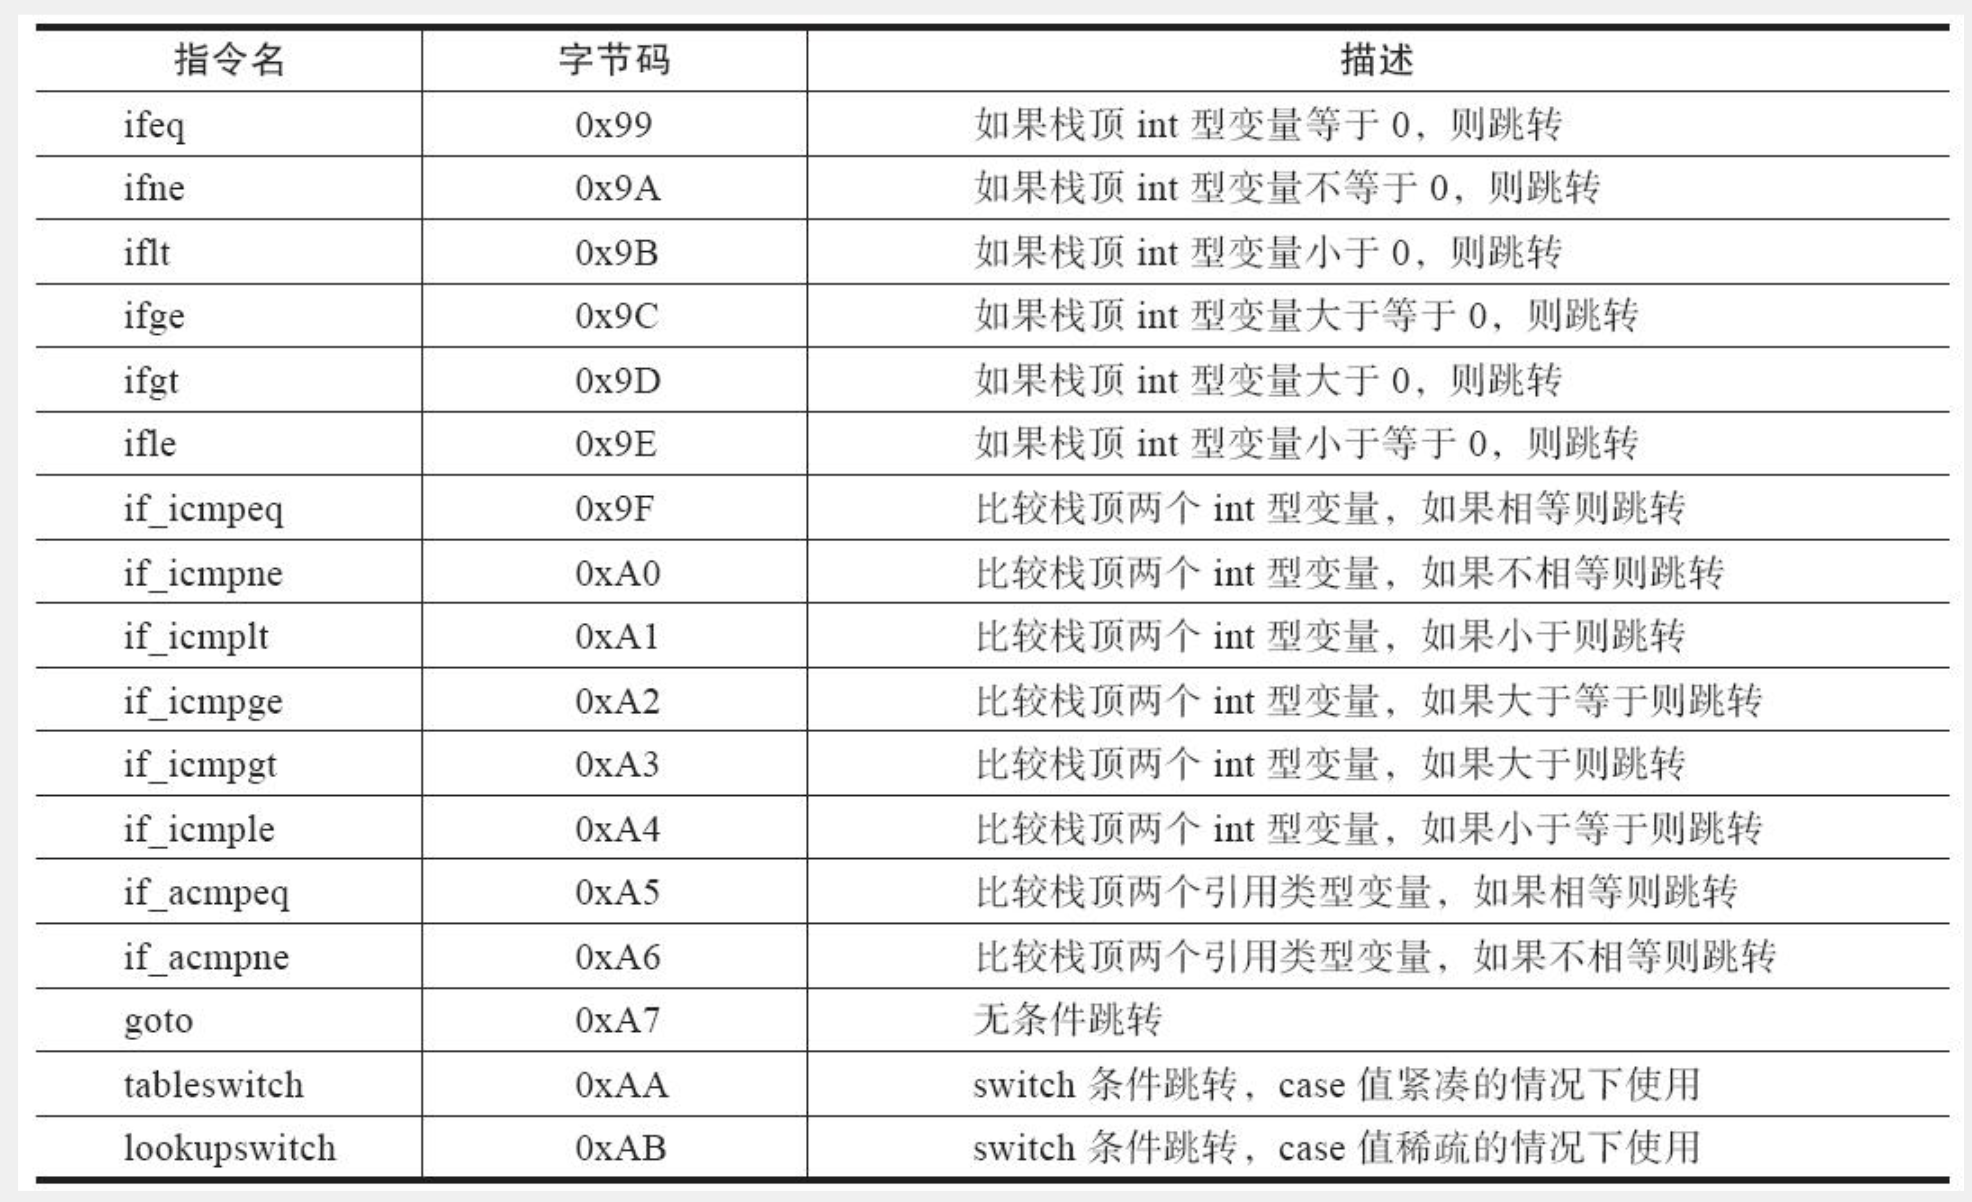 指令名 字节码 描述
ifeq 0x99 如果栈顶 int 型变量等于 0，则跳转
ifne 0x9A 如果栈顶 int 型变量不等于 0，则跳转
iflt 0x9B 如果栈顶 int 型变量小于 0，则跳转
ifge 0x9C 如果栈顶 int 型变量大于等于 0，则跳转
ifgt 0x9D 如果栈顶 int 型变量大于 0，则跳转
ifle 0x9E 如果栈顶 int 型变量小于等于 0，则跳转
if_icmpeq 0x9F 比较栈顶两个 int 型变量，如果相等则跳转
if_icmpne 0xA0 比较栈顶两个 int 型变量，如果不相等则跳转
if_icmplt 0xA1 比较栈顶两个 int 型变量，如果小于则跳转
if_icmpge 0xA2 比较栈顶两个 int 型变量，如果大于等于则跳转
if_icmpgt 0xA3 比较栈顶两个 int 型变量，如果大于则跳转
if_icmple 0xA4 比较栈顶两个 int 型变量，如果小于等于则跳转
if_acmpeq 0xA5 比较栈顶两个引用类型变量，如果相等则跳转
if_acmpne 0xA6 比较栈顶两个引用类型变量，如果不相等则跳转
goto 0xA7 无条件跳转
tableswitch 0xAA switch 条件跳转，case 值紧凑的情况下使用
lookupswitch 0xAB switch 条件跳转，case 值稀疏的情况下使用